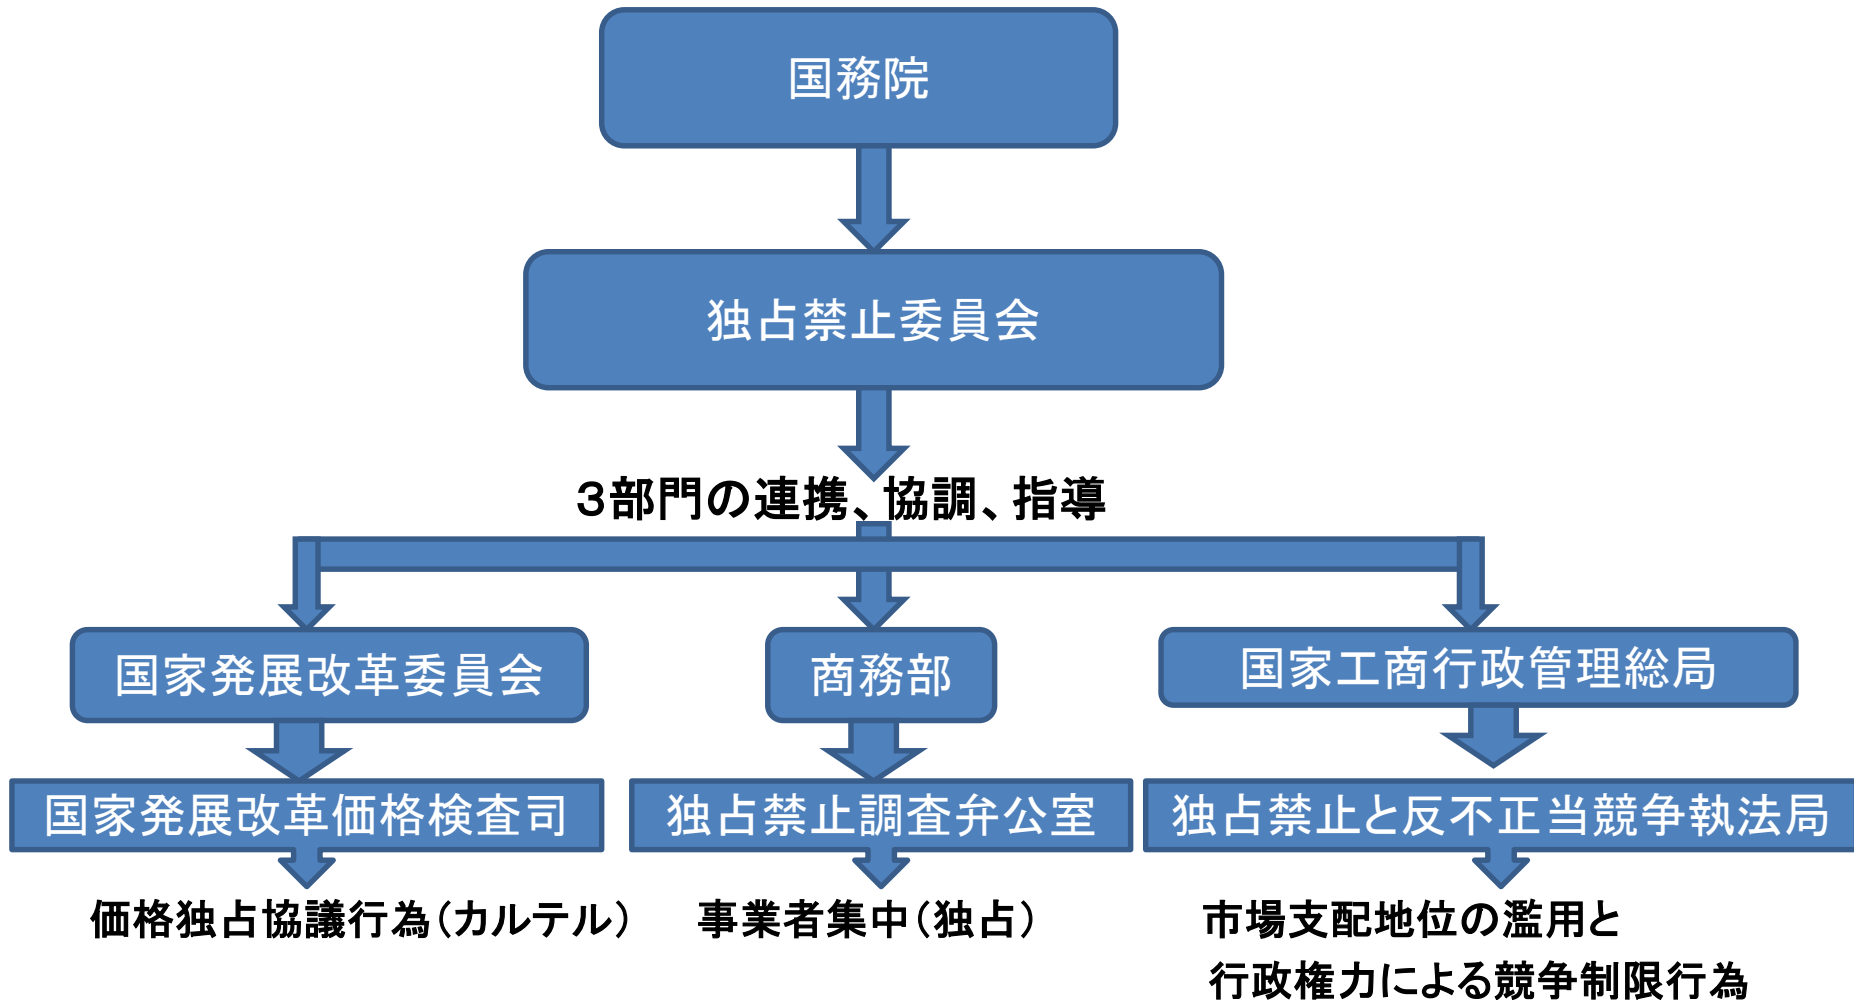 国務院
独占禁止委員会
３部門の連携、協調、指導
国家発展改革委員会
商務部
国家工商行政管理総局
国家発展改革価格検査司
独占禁止調査弁公室
独占禁止と反不正当競争執法局
価格独占協議行為（カルテル）
事業者集中（独占）
市場支配地位の濫用と
行政権力による競争制限行為